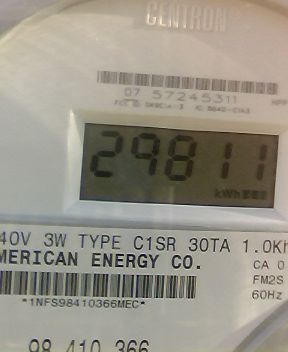 CENTRON
07 57245311
29811
kWh
40V 3W TYPE C1SR 30TA 1.0Kh
MERICAN ENERGY CO.
CA 0
FM2S
60Hz
*1NFS98410366MEC*
98 410 366